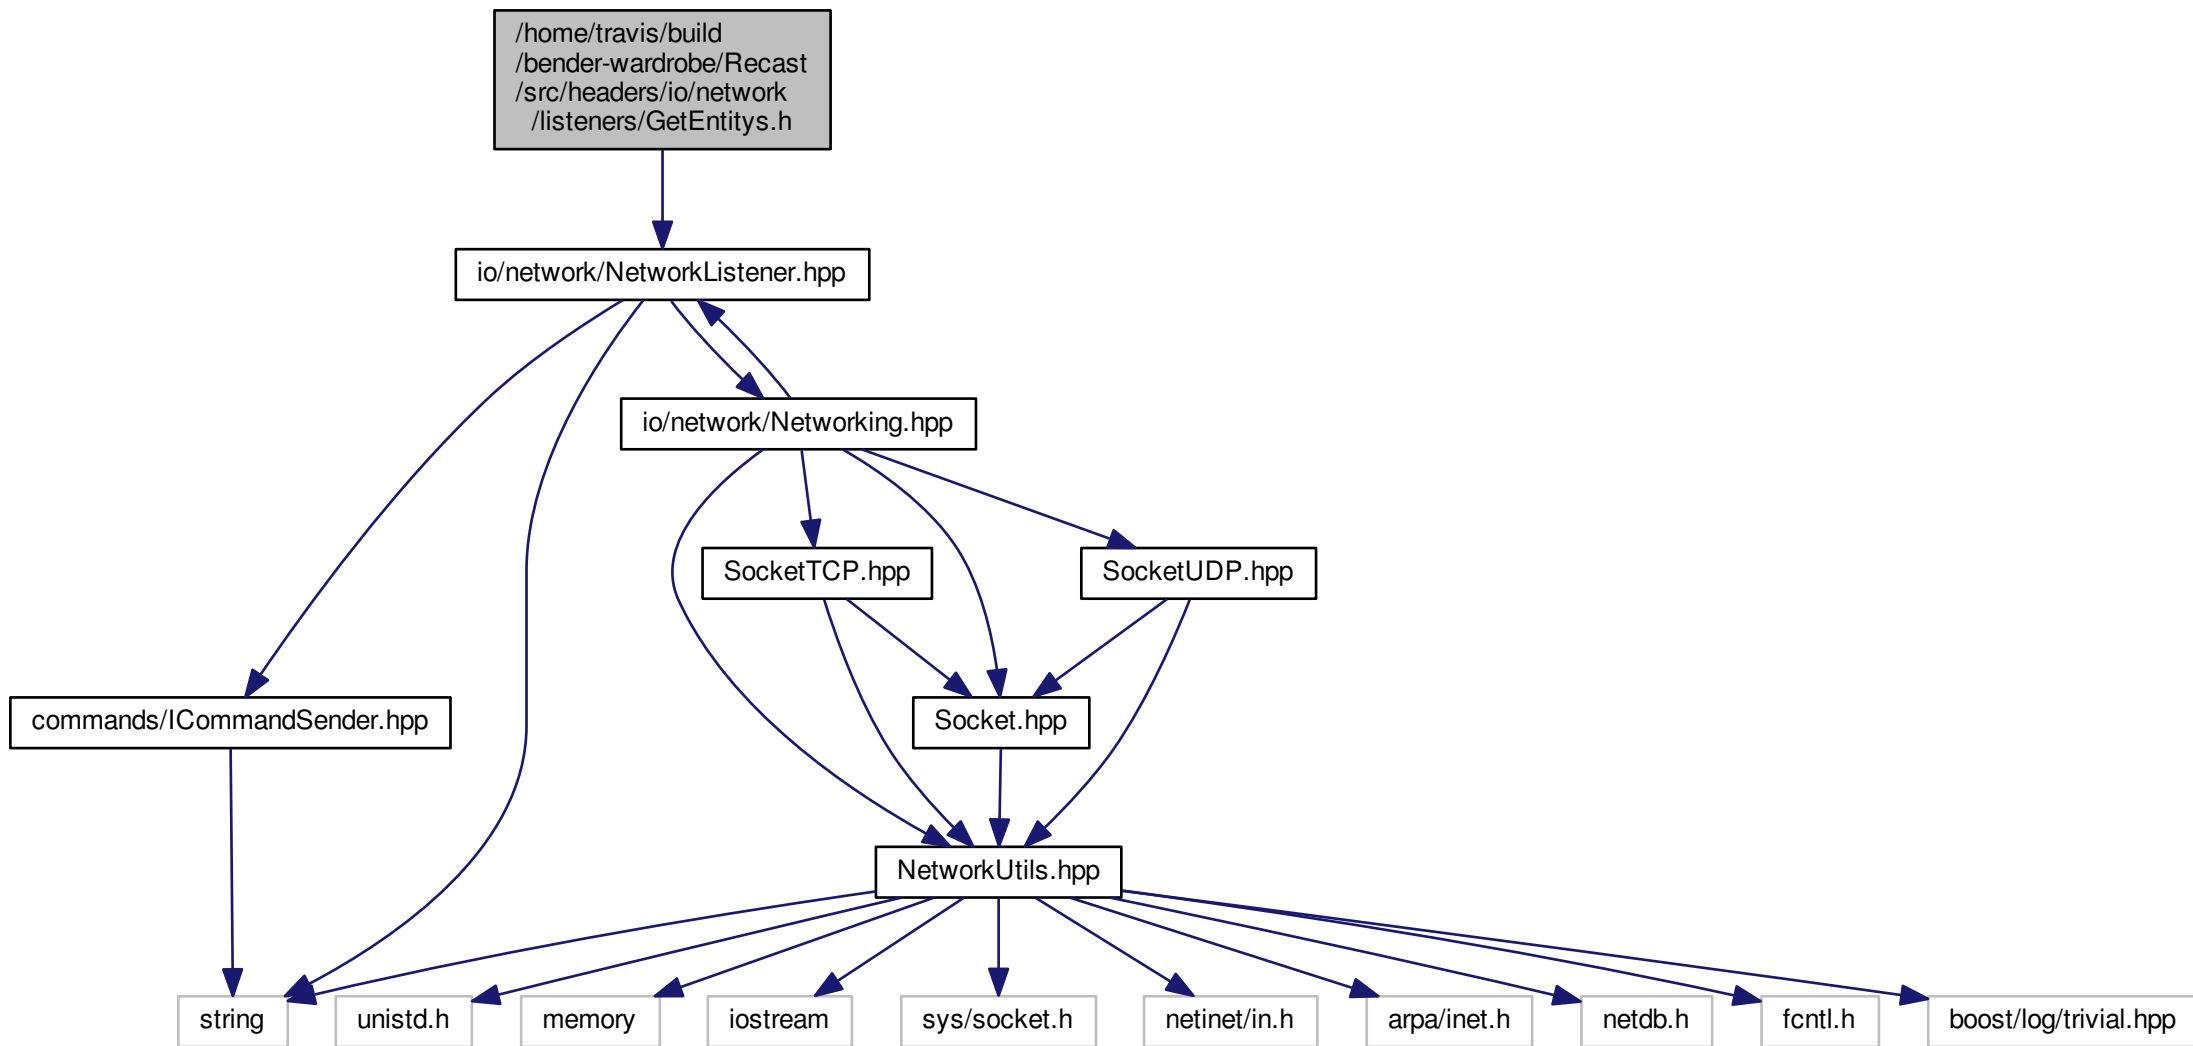 /home/travis/build
/bender-wardrobe/Recast
/src/headers/io/network
/listeners/GetEntitys.h
io/network/NetworkListener.hpp
io/network/Networking.hpp
SocketTCP.hpp
SocketUDP.hpp
commands/ICommandSender.hpp
Socket.hpp
NetworkUtils.hpp
string
unistd.h
memory
iostream
sys/socket.h
netinet/in.h
arpa/inet.h
netdb.h
fcntl.h
boost/log/trivial.hpp